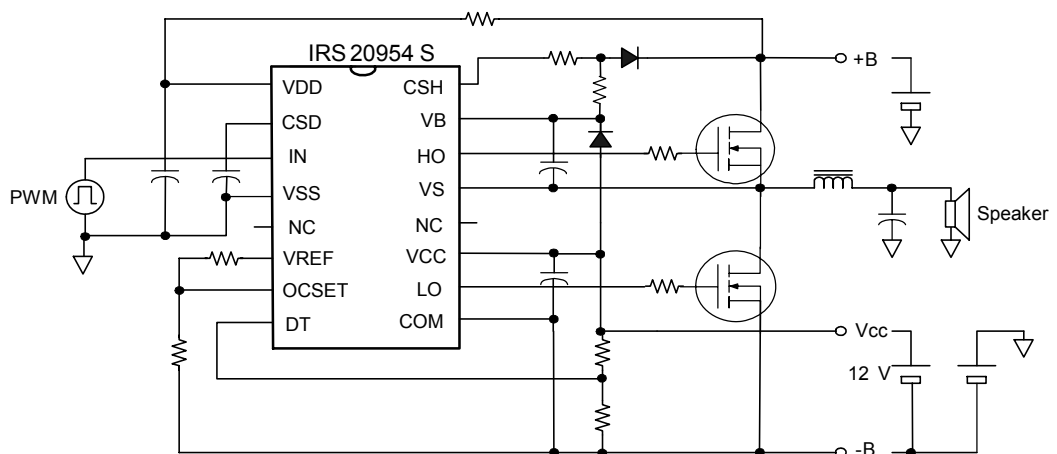 IRS 20954 S
VDD
CSD
IN
VSS
NC
VREF
OCSET
DT
CSH
VB
HO
VS
NC
VCC
LO
COM
PWM
+B
Speaker
Vcc
12 V
-B